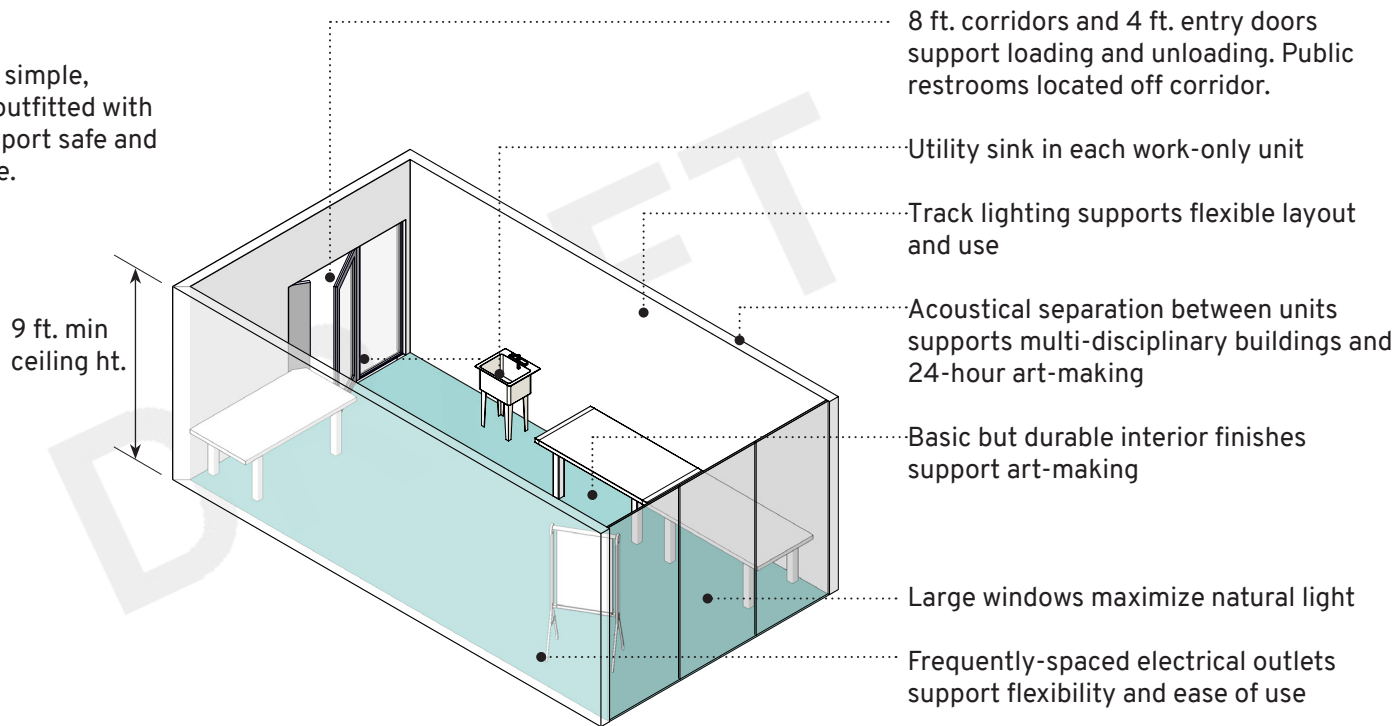 simple,
outfitted with
port safe and
e.
9 ft. min
ceiling ht.
8 ft. corridors and 4 ft. entry doors
support loading and unloading. Public
restrooms located off corridor.
Utility sink in each work-only unit
Track lighting supports flexible layout
and use
Acoustical separation between units
supports multi-disciplinary buildings and
24-hour art-making
Basic but durable interior finishes
support art-making
Large windows maximize natural light
Frequently-spaced electrical outlets
support flexibility and ease of use
DRAFT